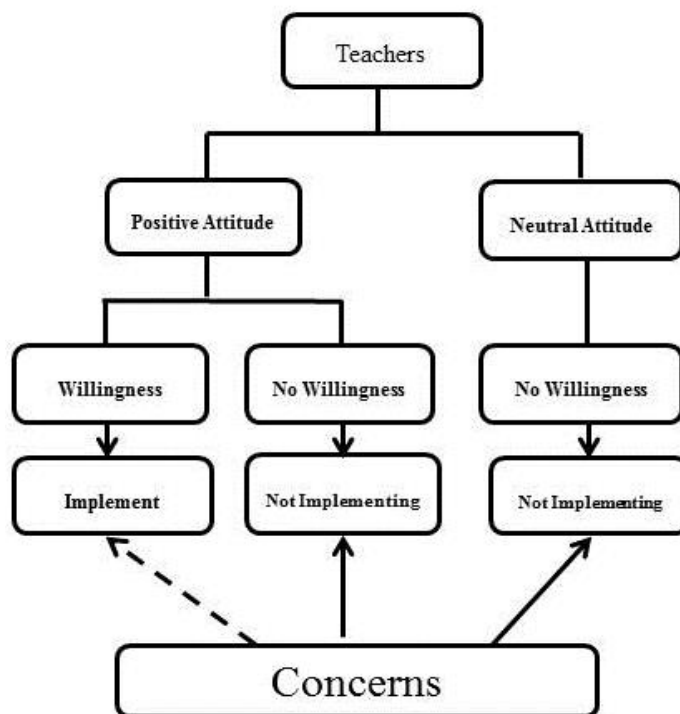 Teachers
Positive Attitude
Neutral Attitude
Willingness
No Willingness
No Willingness
Implement
Not Implementing
Not Implementing
Concerns